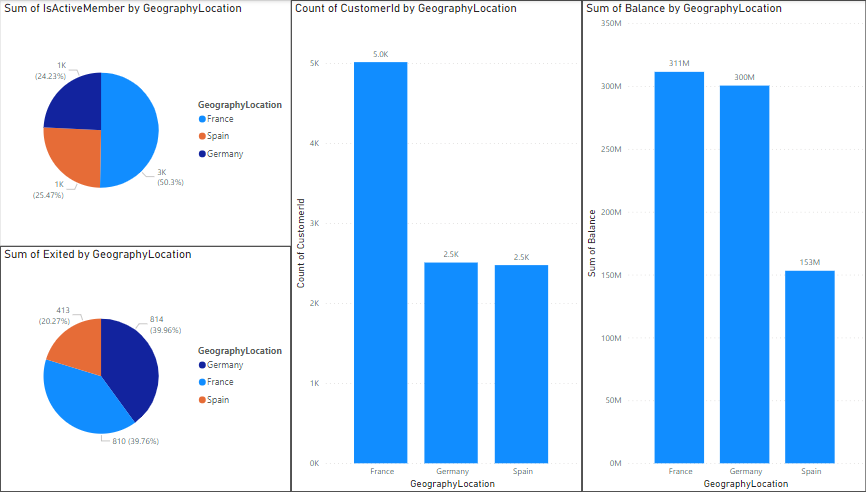 Sum of IsActiveMember by GeographyLocation
1K
(24.23%)
1K
(25.47%)
3K
(50.3%)
GeographyLocation
France
Spain
Germany
Sum of Exited by GeographyLocation
413
(20.27%)
814
(39.96%)
810 (39.76%)
GeographyLocation
Germany
France
Spain
Count of CustomerId by GeographyLocation
Count of CustomerId
5K
4K
3K
2K
1K
0K
5.0K
2.5K
2.5K
France
Germany
Spain
GeographyLocation
Sum of Balance by GeographyLocation
Sum of Balance
350M
300M
250M
200M
150M
100M
50M
0M
311M
300M
153M
France
Germany
Spain
GeographyLocation